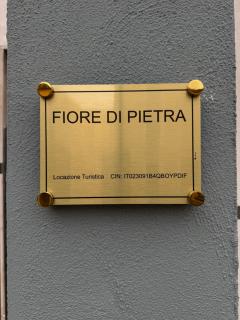 FIORE DI PIETRA
Locazione Turistica CIN: IT023091B4QBOYPDIF